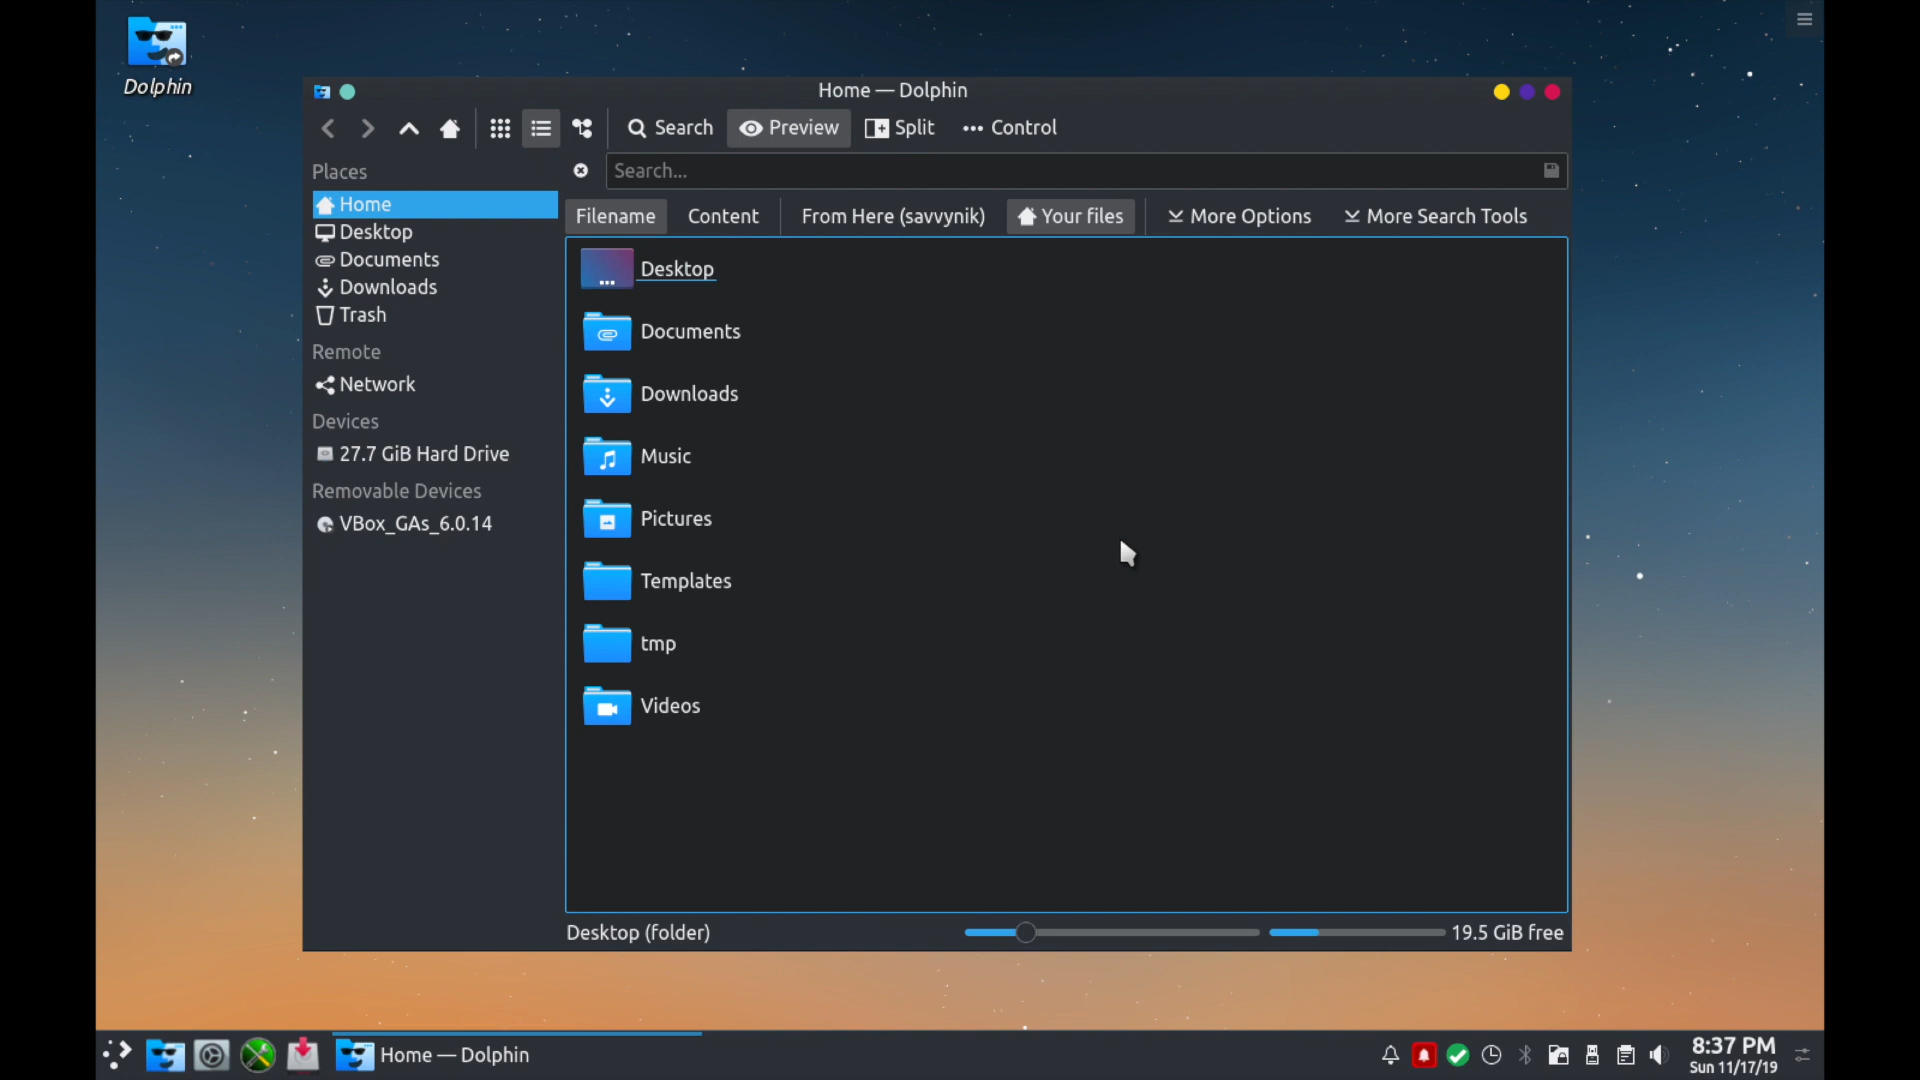 Dolphin
Home — Dolphin
Search
Preview
Split
Control
Places
Search...
Home
Filename
Content
From Here (savvynik)
Your files
More Options
More Search Tools
Desktop
Documents
Downloads
Trash
Remote
Network
Devices
27.7 GiB Hard Drive
Removable Devices
VBox_GAs_6.0.14
Desktop
Documents
Downloads
Music
Pictures
Templates
tmp
Videos
Desktop (folder)
19.5 GiB free
Home — Dolphin
8:37 PM
Sun 11/17/19